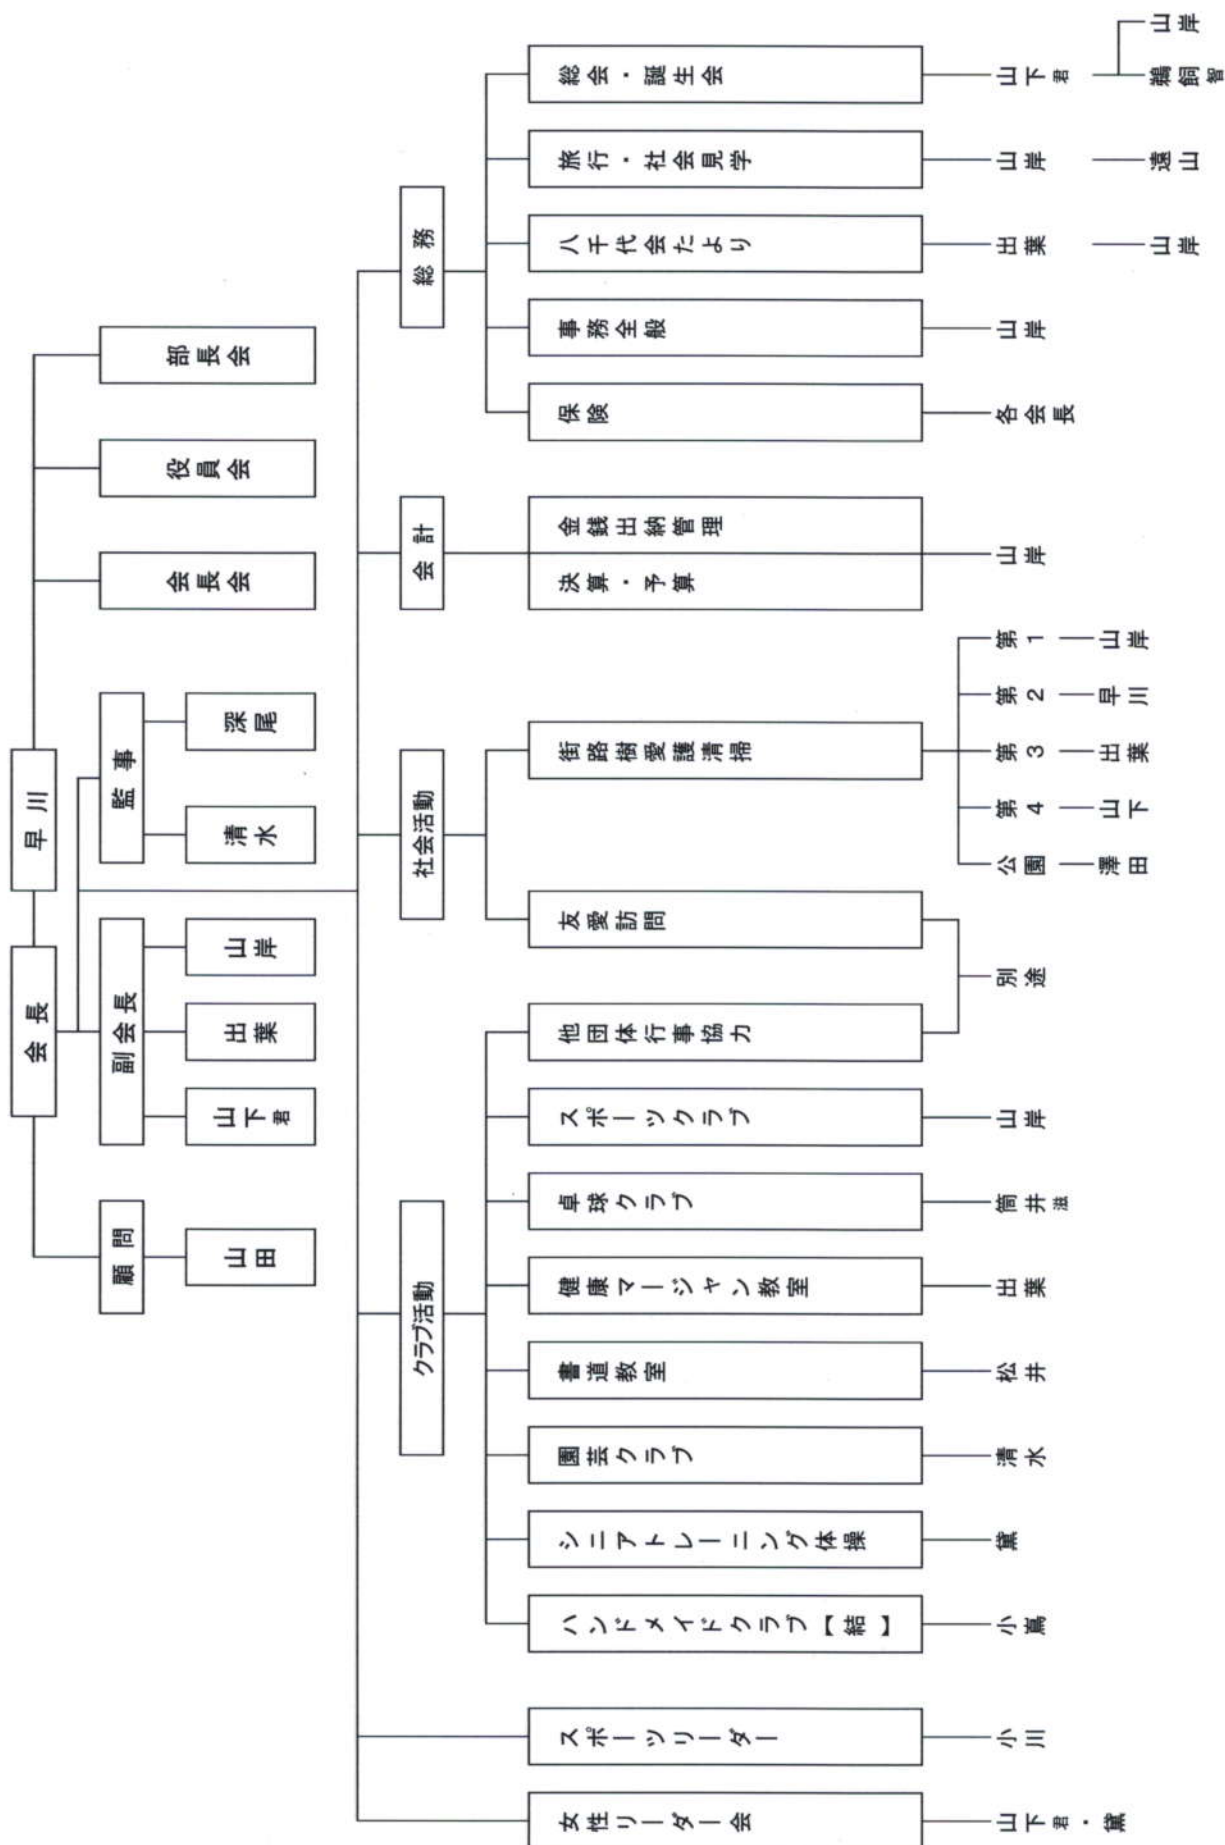 会長
早川
顧問
山田
副会長
山下君
出葉
山岸
監事
清水
深尾
会長会
役員会
部長会
女性リーダー会
山下君・黛
スポーツリーダー
小川
クラブ活動
ハンドメイドクラブ【結】
小嶌
シニアトレーニング体操
黛
園芸クラブ
清水
書道教室
松井
健康マージャン教室
出葉
卓球クラブ
筒井滋
スポーツクラブ
山岸
他団体行事協力
別途
社会活動
友愛訪問
街路樹愛護清掃
公園
澤田
第4
山下
第3
出葉
第2
早川
第1
山岸
会計
決算・予算
金銭出納管理
山岸
総務
保険
各会長
事務全般
山岸
八千代会たより
出葉
山岸
旅行・社会見学
山岸
遠山
総会・誕生会
山下君
鵜飼智
山岸